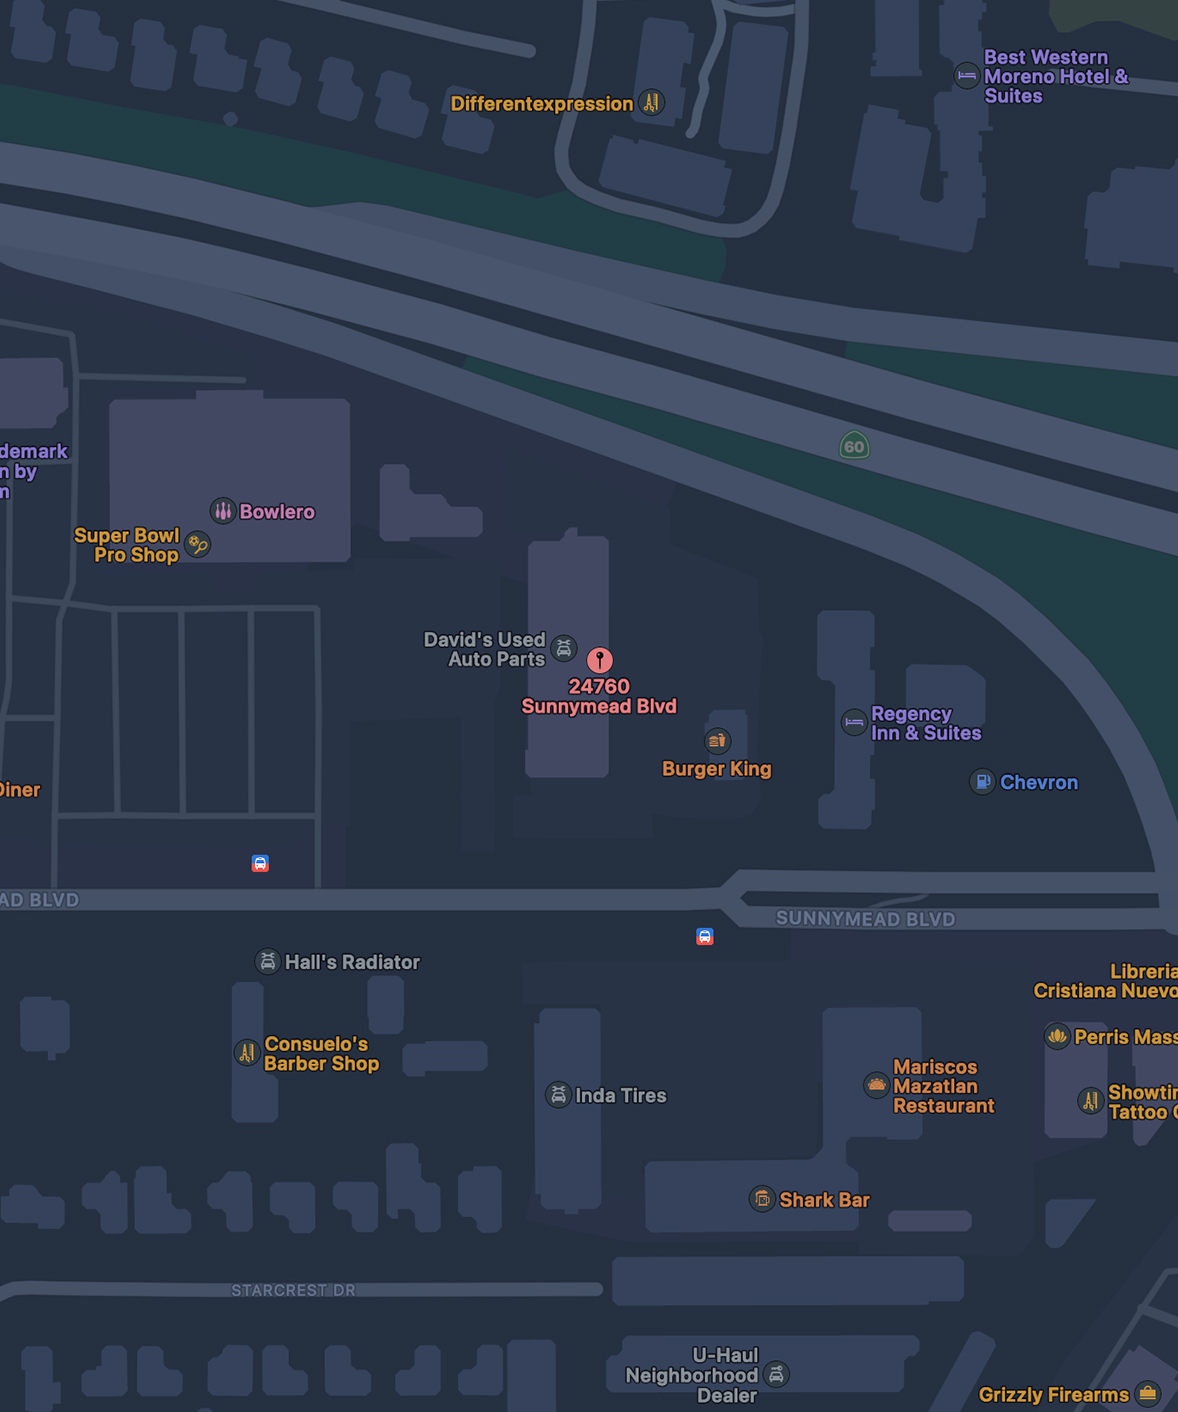 Best Western
Moreno Hotel &
Suites
Differentexpression
60
demark
n by
m
Bowlero
Super Bowl
Pro Shop
David's Used
Auto Parts
24760
Sunnymead Blvd
Regency
Inn & Suites
Burger King
Chevron
Diner
AD BLVD
SUNNYMEAD BLVD
Hall's Radiator
Libreria
Cristiana Nuevo
Consuelo's
Barber Shop
Perris Mass
Mariscos
Mazatlan
Restaurant
Inda Tires
Showtim
Tattoo C
Shark Bar
STARCREST DR
U-Haul
Neighborhood
Dealer
Grizzly Firearms